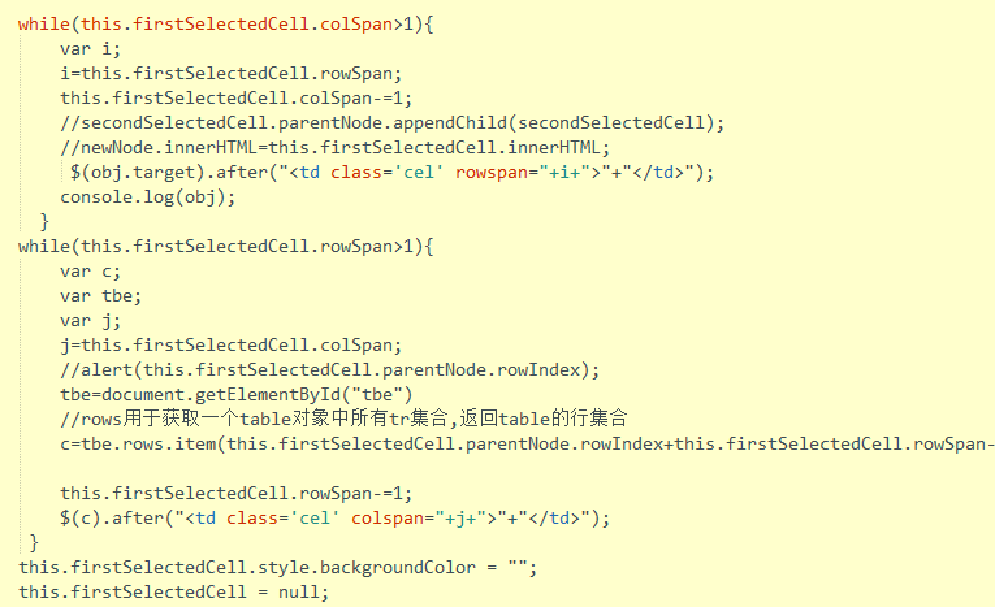 while(this.firstSelectedCell.colSpan>1){
var i;
i=this.firstSelectedCell.rowSpan;
this.firstSelectedCell.colSpan-=1;
//secondSelectedCell.parentNode.appendChild(secondSelectedCell);
//newNode.innerHTML=this.firstSelectedCell.innerHTML;
$(obj.target).after("<td class='cel' rowspan="+i+">"+"</td>");
console.log(obj);
}
while(this.firstSelectedCell.rowSpan>1){
var c;
var tbe;
var j;
j=this.firstSelectedCell.colSpan;
//alert(this.firstSelectedCell.parentNode.rowIndex);
tbe=document.getElementById("tbe")
//rows用于获取一个table对象中所有tr集合,返回table的行集合
c=tbe.rows.item(this.firstSelectedCell.parentNode.rowIndex+this.firstSelectedCell.rowSpan-
this.firstSelectedCell.rowSpan-=1;
$(c).after("<td class='cel' colspan="+j+">"+"</td>");
}
this.firstSelectedCell.style.backgroundColor = "";
this.firstSelectedCell = null;